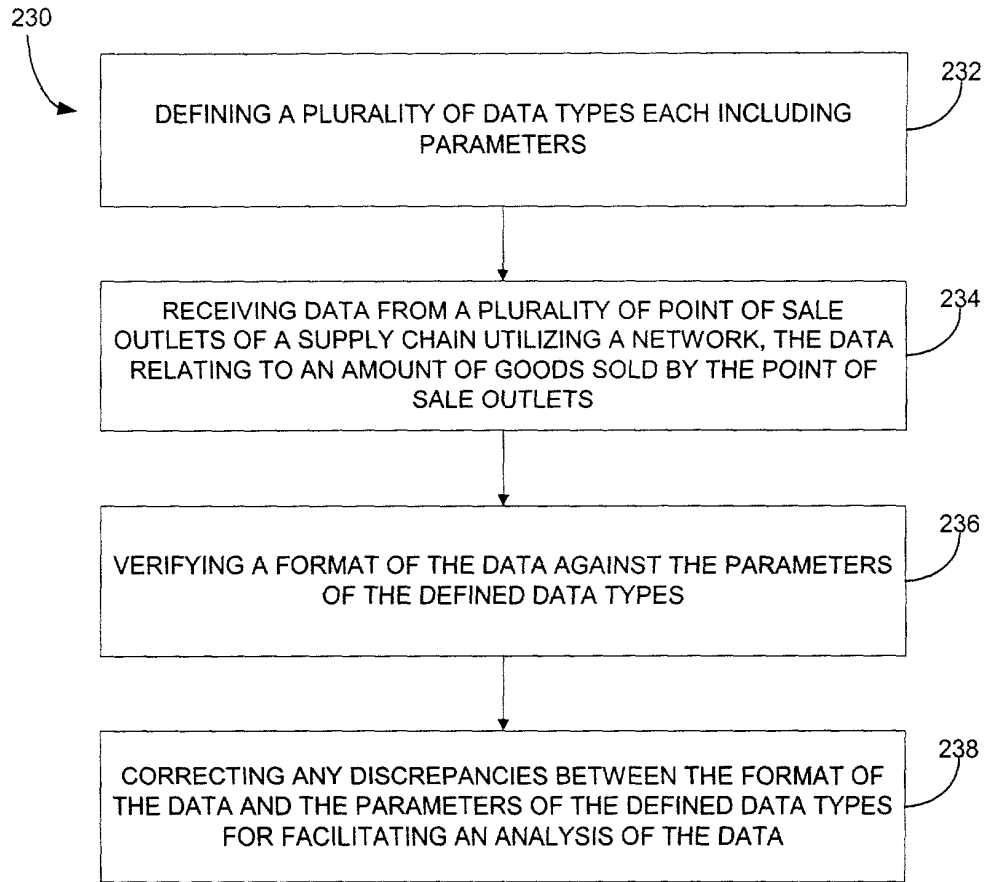 230
232
DEFINING A PLURALITY OF DATA TYPES EACH INCLUDING
PARAMETERS
234
RECEIVING DATA FROM A PLURALITY OF POINT OF SALE
OUTLETS OF A SUPPLY CHAIN UTILIZING A NETWORK, THE DATA
RELATING TO AN AMOUNT OF GOODS SOLD BY THE POINT OF
SALE OUTLETS
236
VERIFYING A FORMAT OF THE DATA AGAINST THE PARAMETERS
OF THE DEFINED DATA TYPES
238
CORRECTING ANY DISCREPANCIES BETWEEN THE FORMAT OF
THE DATA AND THE PARAMETERS OF THE DEFINED DATA TYPES
FOR FACILITATING AN ANALYSIS OF THE DATA